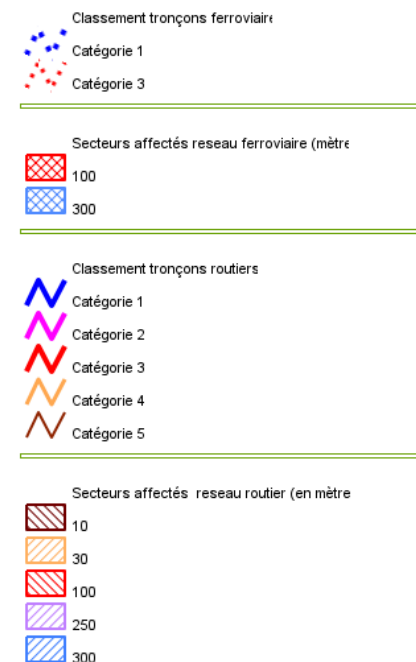 Classement tronçons ferroviaire
Catégorie 1
Catégorie 3
Secteurs affectés reseau ferroviaire (mètre
100
300
Classement tronçons routiers
Catégorie 1
Catégorie 2
Catégorie 3
Catégorie 4
Catégorie 5
Secteurs affectés reseau routier (en mètre
10
30
100
250
300